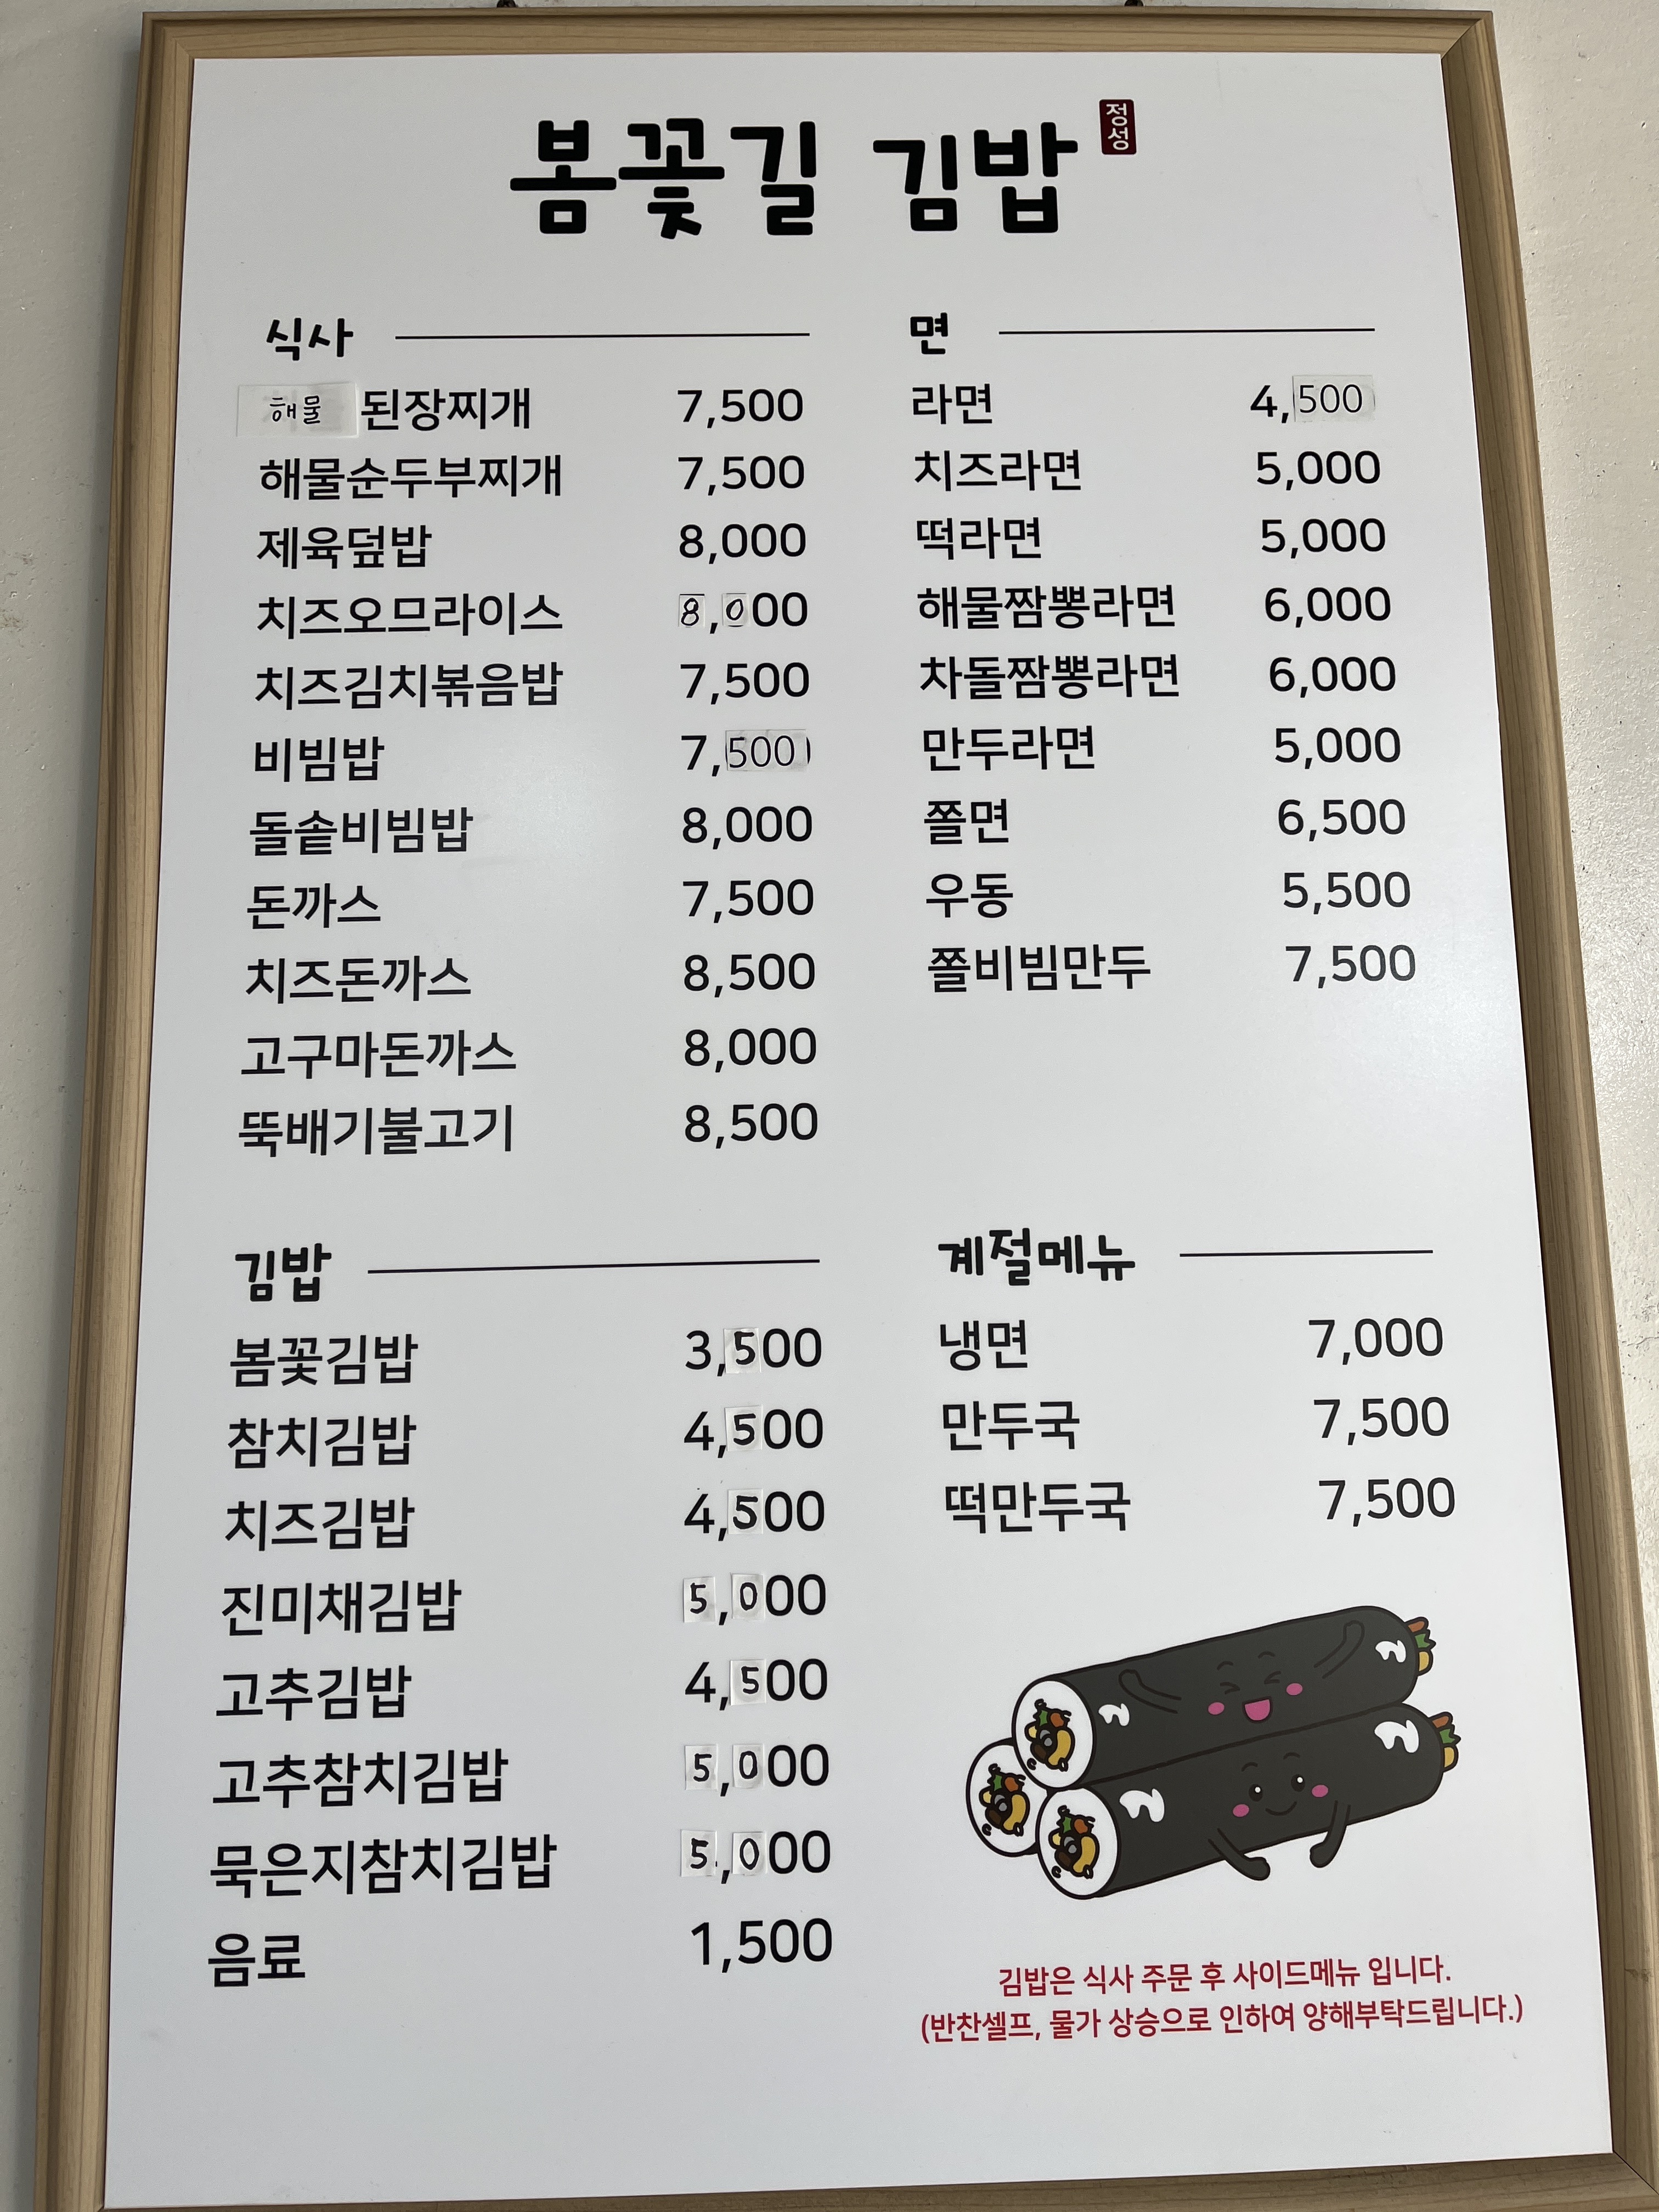 봄꽃길 김밥
정성
식사
해물 된장찌개 7,500
해물순두부찌개 7,500
제육덮밥 8,000
치즈오므라이스 8,000
치즈김치볶음밥 7,500
비빔밥 7,500
돌솥비빔밥 8,000
돈까스 7,500
치즈돈까스 8,500
고구마돈까스 8,000
뚝배기불고기 8,500
면
라면 4,500
치즈라면 5,000
떡라면 5,000
해물짬뽕라면 6,000
차돌짬뽕라면 6,000
만두라면 5,000
쫄면 6,500
우동 5,500
쫄비빔만두 7,500
김밥
봄꽃김밥 3,500
참치김밥 4,500
치즈김밥 4,500
진미채김밥 5,000
고추김밥 4,500
고추참치김밥 5,000
묵은지참치김밥 5,000
음료 1,500
계절메뉴
냉면 7,000
만두국 7,500
떡만두국 7,500
김밥은 식사 주문 후 사이드메뉴 입니다.
(반찬셀프, 물가 상승으로 인하여 양해부탁드립니다.)